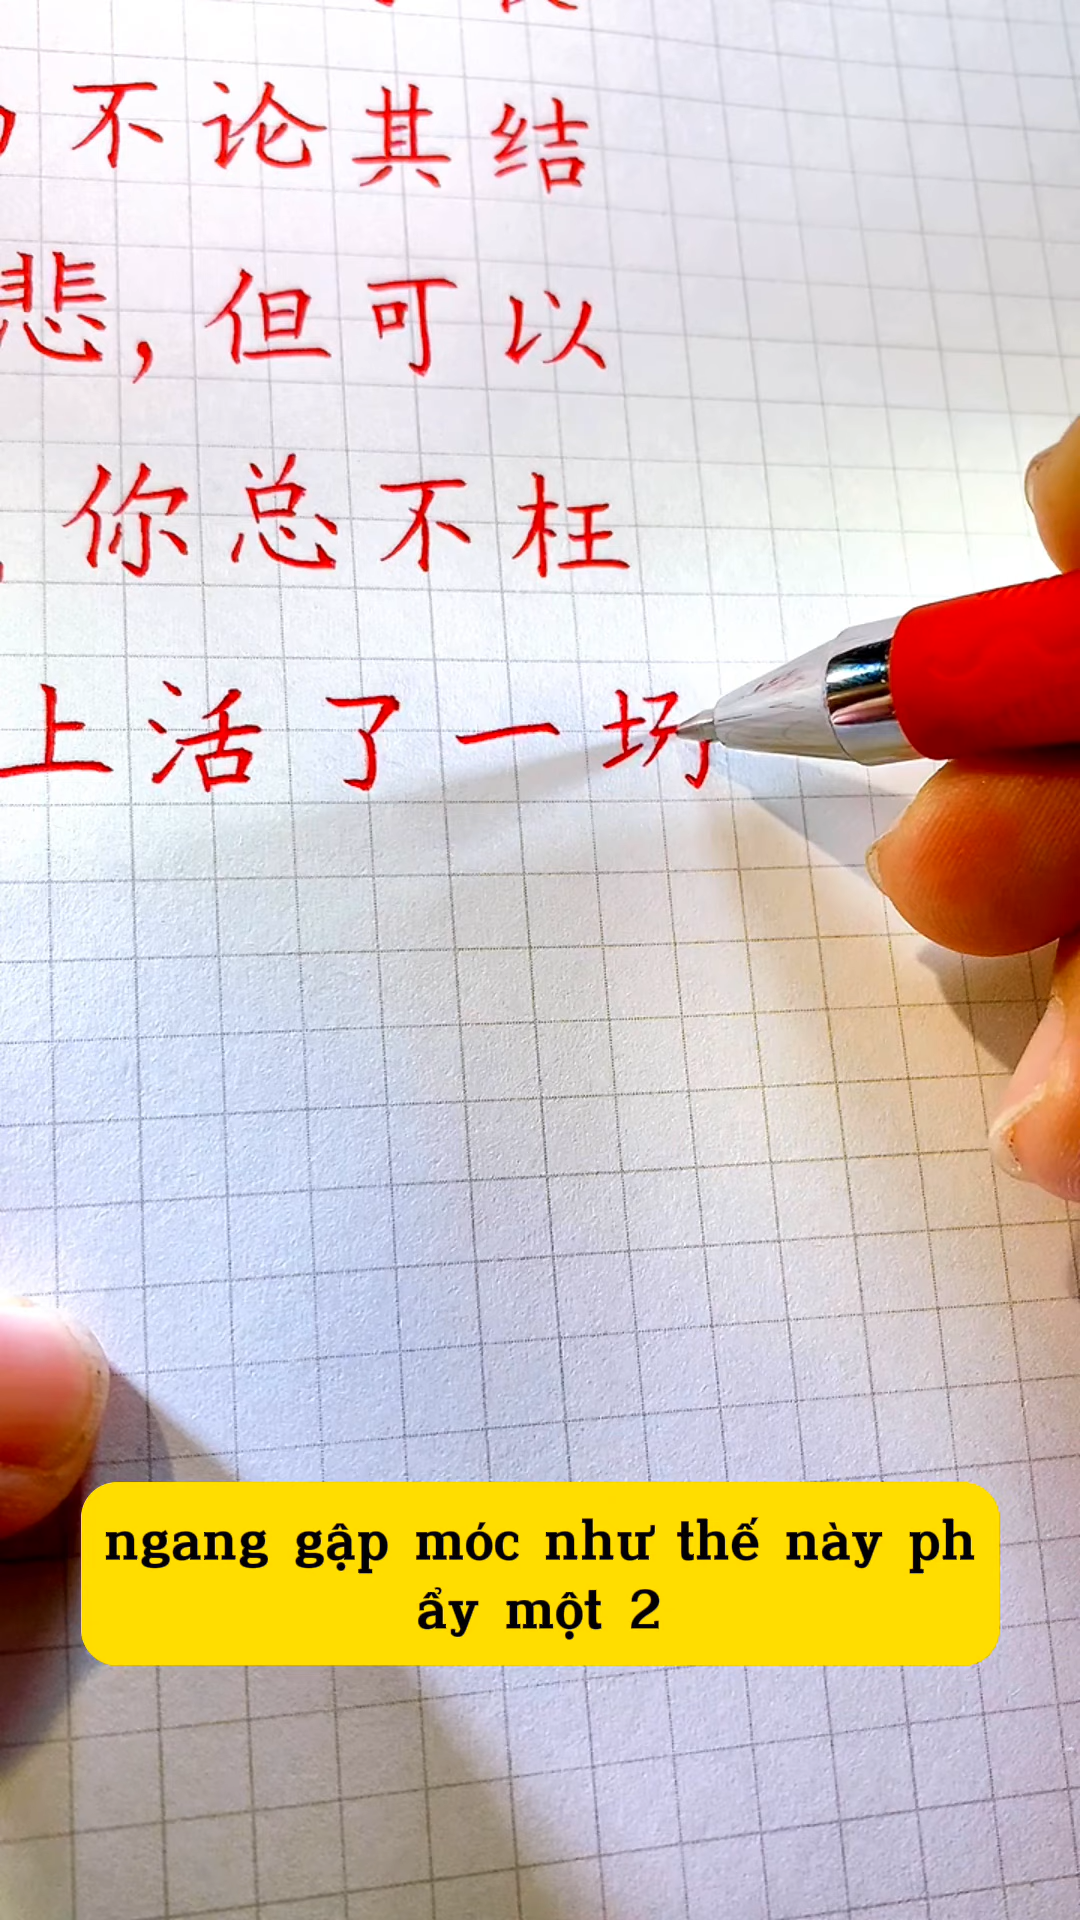 不论其结
悲,但可以
你总不枉
上活了一场
ngang gập móc như thế này ph
ẩy một 2